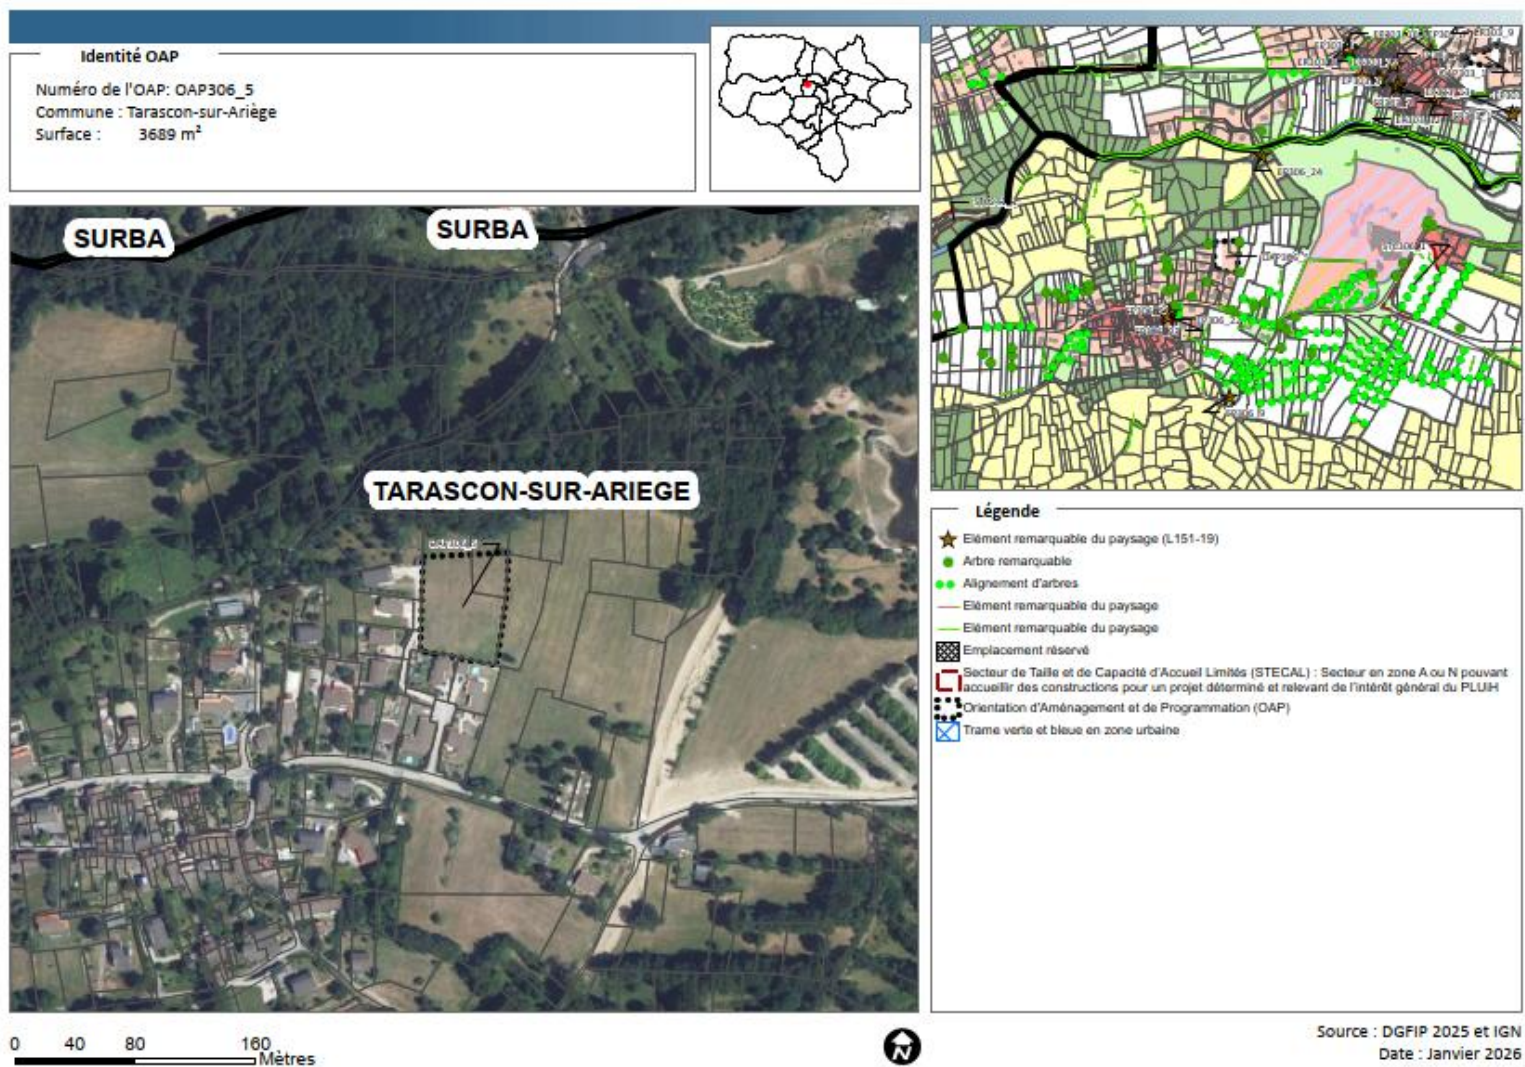 Identité OAP
Numéro de l'OAP: OAP306_5
Commune : Tarascon-sur-Ariège
Surface : 3689 m²
SURBA
SURBA
TARASCON-SUR-ARIEGE
ER306_24
Légende
Elément remarquable du paysage (L151-19)
Arbre remarquable
Alignement d'arbres
Elément remarquable du paysage
Elément remarquable du paysage
Emplacement réservé
Secteur de Taille et de Capacité d'Accueil Limités (STECAL) : Secteur en zone A ou N pouvant
accueillir des constructions pour un projet déterminé et relevant de l'intérêt général du PLUiH
Orientation d'Aménagement et de Programmation (OAP)
Trame verte et bleue en zone urbaine
0 40 80 160
Mètres
N
Source : DGFIP 2025 et IGN
Date : Janvier 2026